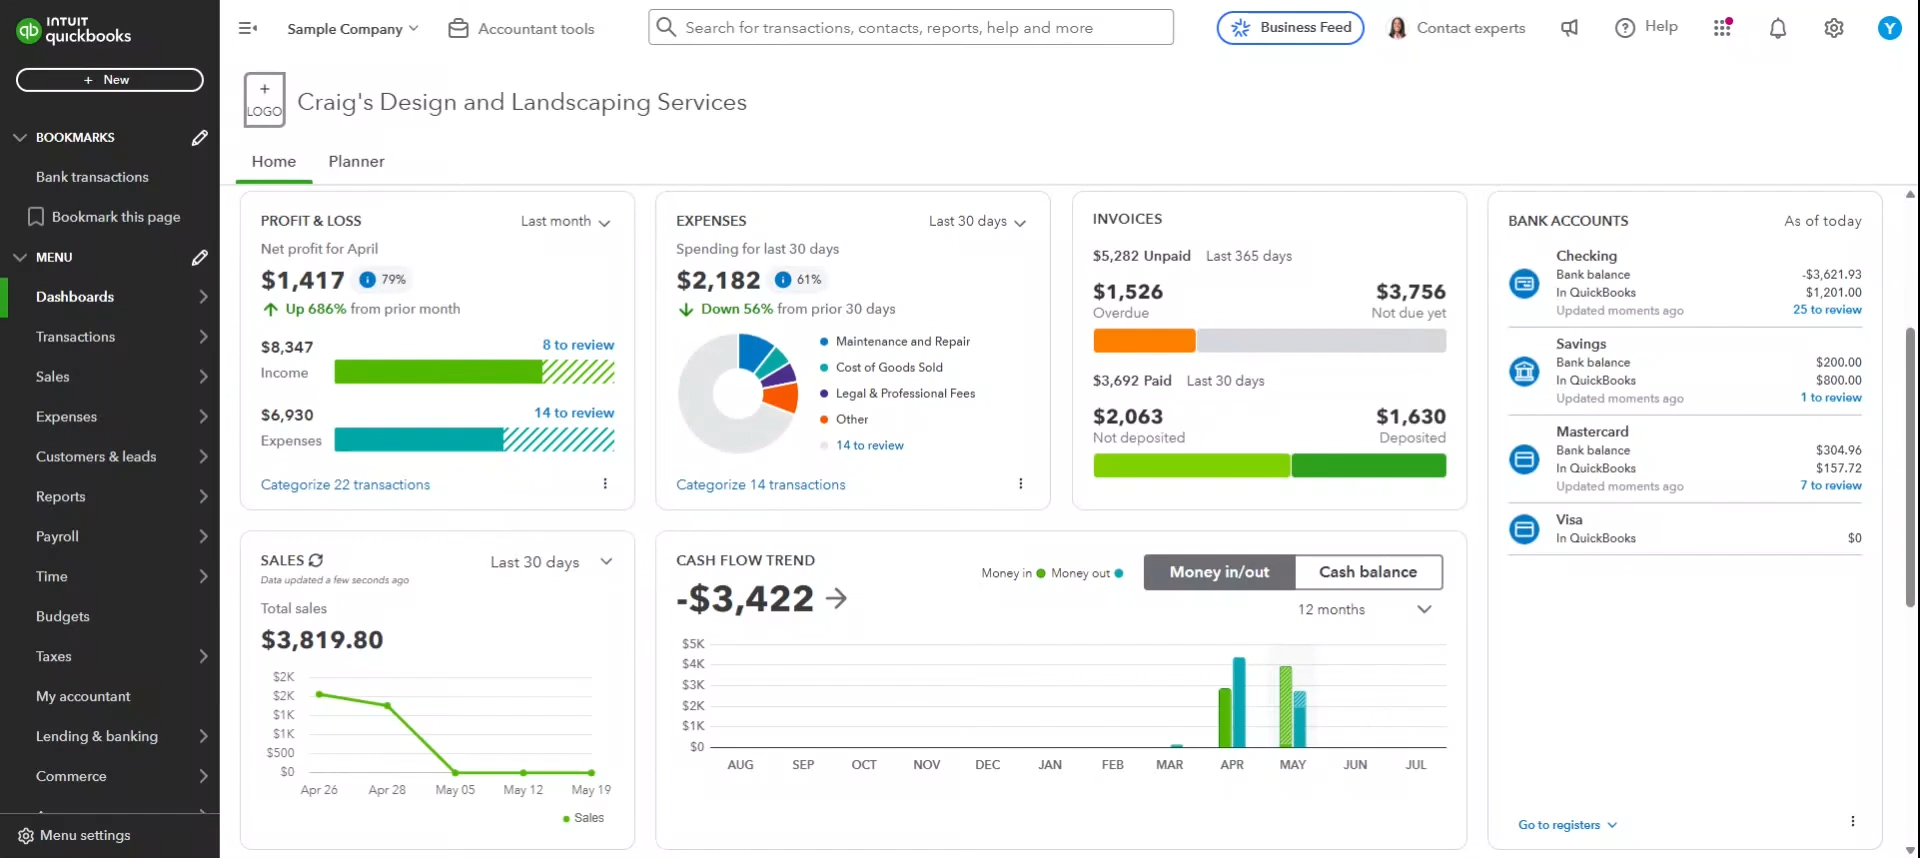 INTUIT
quickbooks
Sample Company
Accountant tools
Search for transactions, contacts, reports, help and more
Business Feed
Contact experts
Help
Y
+ New
BOOKMARKS
Bank transactions
Bookmark this page
MENU
Dashboards
Transactions
Sales
Expenses
Customers & leads
Reports
Payroll
Time
Budgets
Taxes
My accountant
Lending & banking
Commerce
Menu settings
+
LOGO
Craig's Design and Landscaping Services
Home
Planner
PROFIT & LOSS
Last month
Net profit for April
$1,417
79%
Up 686% from prior month
$8,347
8 to review
Income
$6,930
14 to review
Expenses
Categorize 22 transactions
EXPENSES
Last 30 days
Spending for last 30 days
$2,182
61%
Down 56% from prior 30 days
Maintenance and Repair
Cost of Goods Sold
Legal & Professional Fees
Other
14 to review
Categorize 14 transactions
INVOICES
$5,282 Unpaid Last 365 days
$1,526
$3,756
Overdue
Not due yet
$3,692 Paid Last 30 days
$2,063
$1,630
Not deposited
Deposited
BANK ACCOUNTS
As of today
Checking
Bank balance -$3,621.93
In QuickBooks $1,201.00
Updated moments ago 25 to review
Savings
Bank balance $200.00
In QuickBooks $800.00
Updated moments ago 1 to review
Mastercard
Bank balance $304.96
In QuickBooks $157.72
Updated moments ago 7 to review
Visa
In QuickBooks $0
Go to registers
SALES
Last 30 days
Data updated a few seconds ago
Total sales
$3,819.80
$2K
$2K
$1K
$1K
$500
$0
Apr 26 Apr 28 May 05 May 12 May 19
Sales
CASH FLOW TREND
-$3,422
Money in Money out
Money in/out
Cash balance
12 months
$5K
$4K
$3K
$2K
$1K
$0
AUG SEP OCT NOV DEC JAN FEB MAR APR MAY JUN JUL